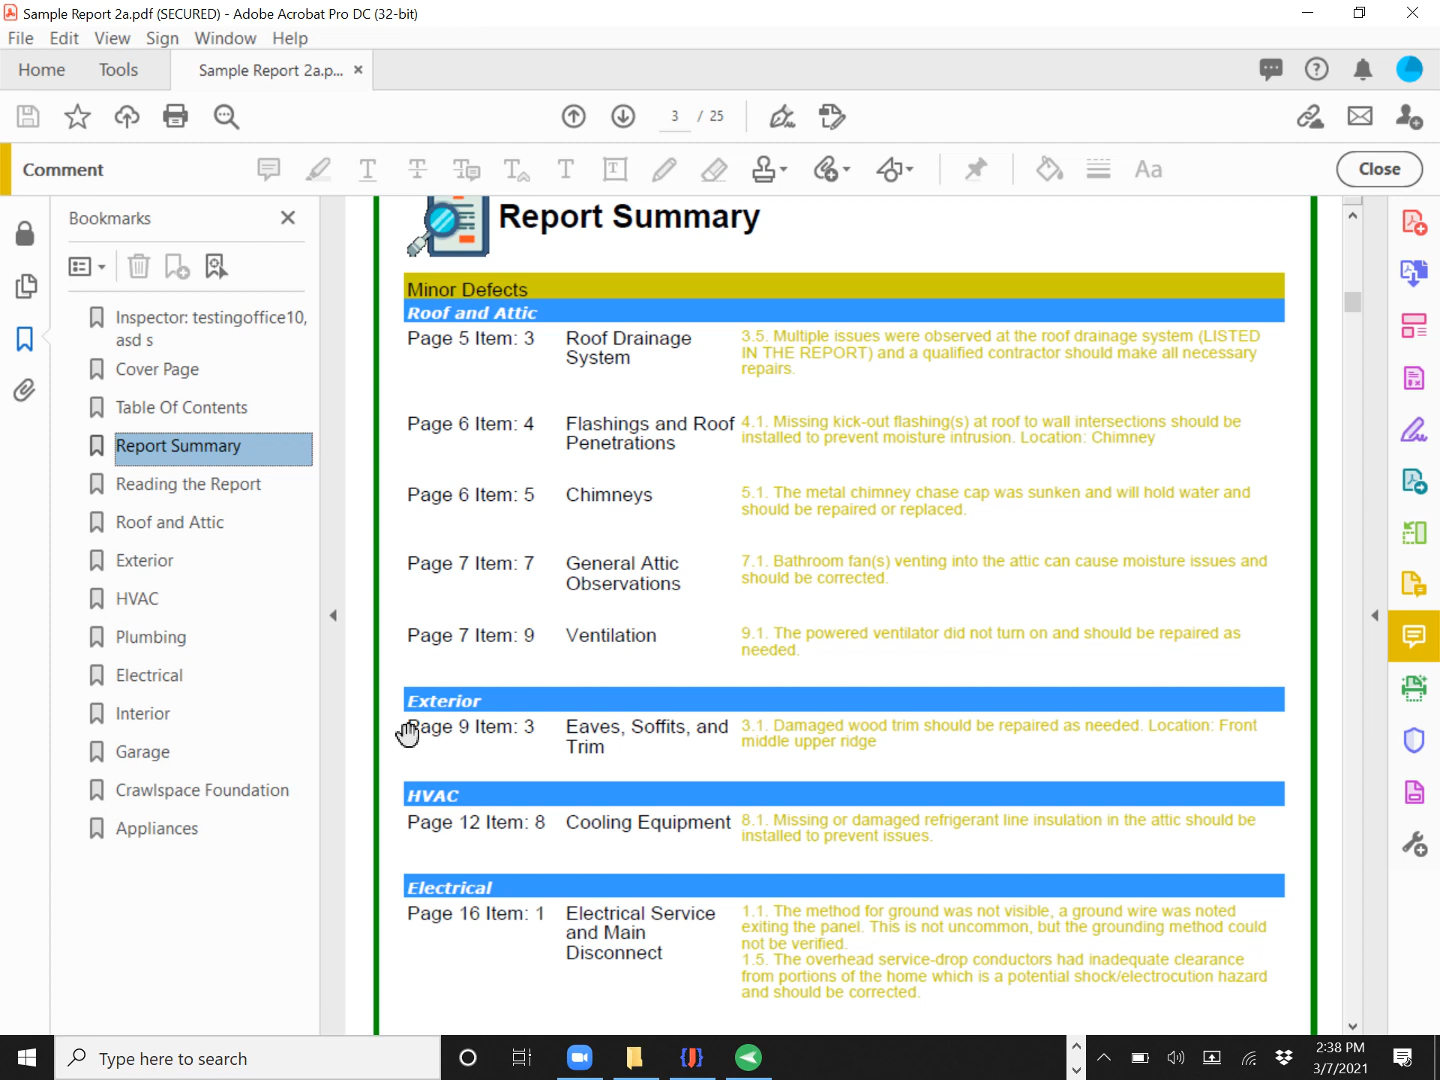 Sample Report 2a.pdf (SECURED) - Adobe Acrobat Pro DC (32-bit)
File Edit View Sign Window Help
Home Tools Sample Report 2a.p... ×
3 / 25
Comment
Close
Bookmarks
Inspector: testingoffice10,
asd s
Cover Page
Table Of Contents
Report Summary
Reading the Report
Roof and Attic
Exterior
HVAC
Plumbing
Electrical
Interior
Garage
Crawlspace Foundation
Appliances
Report Summary
Minor Defects
Roof and Attic
Page 5 Item: 3
Roof Drainage
System
3.5. Multiple issues were observed at the roof drainage system (LISTED
IN THE REPORT) and a qualified contractor should make all necessary
repairs.
Page 6 Item: 4
Flashings and Roof
Penetrations
4.1. Missing kick-out flashing(s) at roof to wall intersections should be
installed to prevent moisture intrusion. Location: Chimney
Page 6 Item: 5
Chimneys
5.1. The metal chimney chase cap was sunken and will hold water and
should be repaired or replaced.
Page 7 Item: 7
General Attic
Observations
7.1. Bathroom fan(s) venting into the attic can cause moisture issues and
should be corrected.
Page 7 Item: 9
Ventilation
9.1. The powered ventilator did not turn on and should be repaired as
needed.
Exterior
Page 9 Item: 3
Eaves, Soffits, and
Trim
3.1. Damaged wood trim should be repaired as needed. Location: Front
middle upper ridge
HVAC
Page 12 Item: 8
Cooling Equipment
8.1. Missing or damaged refrigerant line insulation in the attic should be
installed to prevent issues.
Electrical
Page 16 Item: 1
Electrical Service
and Main
Disconnect
1.1. The method for ground was not visible, a ground wire was noted
exiting the panel. This is not uncommon, but the grounding method could
not be verified.
1.5. The overhead service-drop conductors had inadequate clearance
from portions of the home which is a potential shock/electrocution hazard
and should be corrected.
Type here to search
2:38 PM
3/7/2021